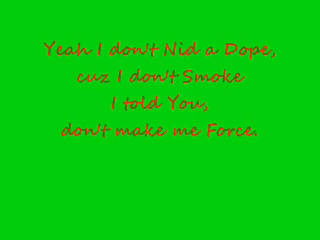 Yeah I don't Nid a Dope,
cuz I don't Smoke
I told You,
don't make me Force.